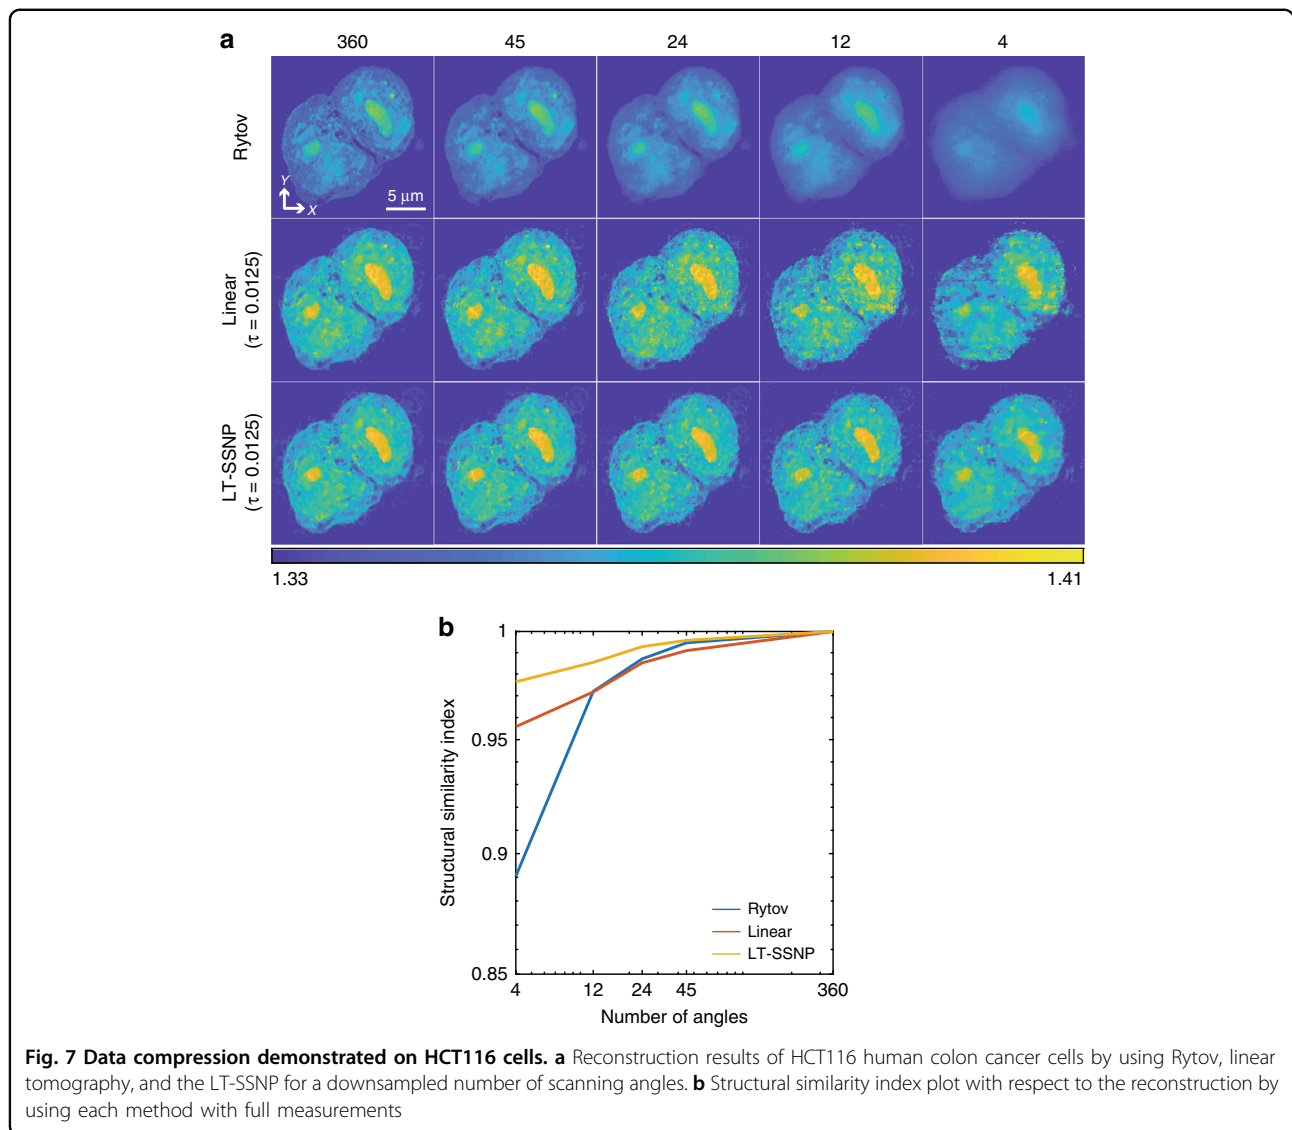 a
360 45 24 12 4
Rytov
Y
X
5 μm
Linear
(τ = 0.0125)
LT-SSNP
(τ = 0.0125)
1.33 1.41
b
1
0.95
0.9
0.85
Structural similarity index
Rytov
Linear
LT-SSNP
4 12 24 45 360
Number of angles
Fig. 7 Data compression demonstrated on HCT116 cells. a Reconstruction results of HCT116 human colon cancer cells by using Rytov, linear
tomography, and the LT-SSNP for a downsampled number of scanning angles. b Structural similarity index plot with respect to the reconstruction by
using each method with full measurements